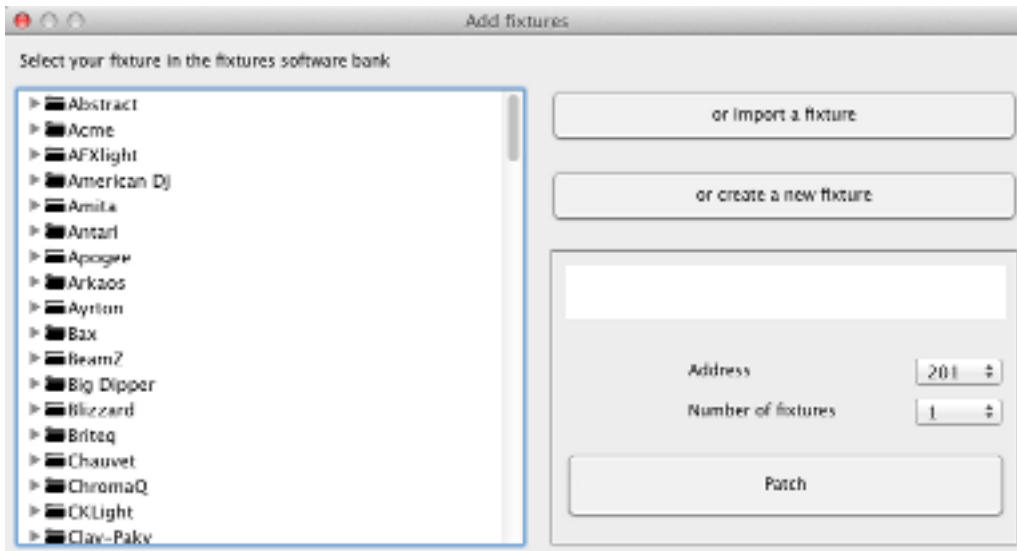 Add fixtures
Select your fixture in the fixtures software bank
Abstract
Acme
AFXlight
American DJ
Amita
Antari
Apogee
Arkaos
Ayrton
Bax
BeamZ
Big Dipper
Blizzard
Briteq
Chauvet
ChromaQ
CKLight
Clay-Paky
or import a fixture
or create a new fixture
Address 201
Number of fixtures 1
Patch